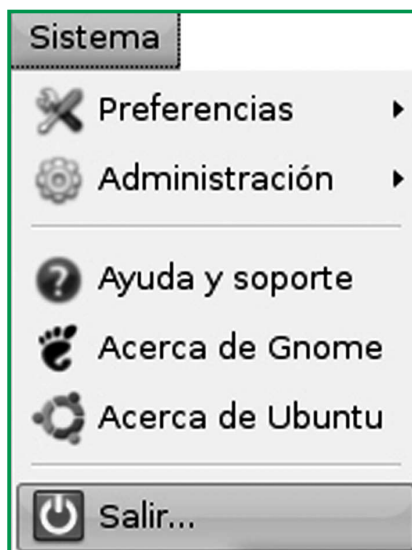 Sistema
Preferencias
Administración
Ayuda y soporte
Acerca de Gnome
Acerca de Ubuntu
Salir...